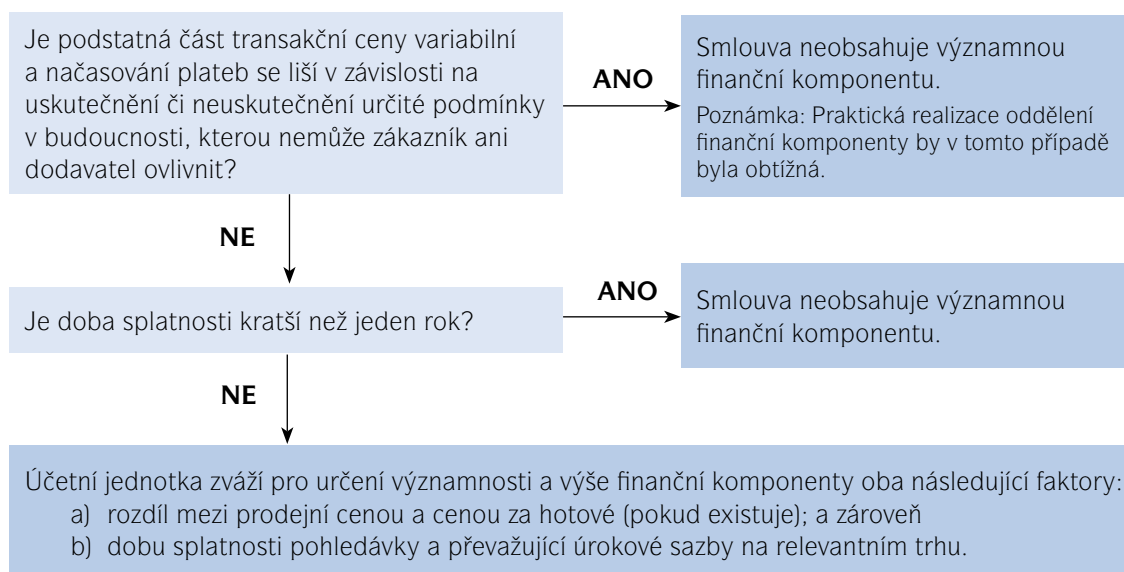 Je podstatná část transakční ceny variabilní
a načasování plateb se liší v závislosti na
uskutečnění či neuskutečnění určité podmínky
v budoucnosti, kterou nemůže zákazník ani
dodavatel ovlivnit?
ANO
Smlouva neobsahuje významnou
finanční komponentu.
Poznámka: Praktická realizace oddělení
finanční komponenty by v tomto případě
byla obtížná.
NE
Je doba splatnosti kratší než jeden rok?
ANO
Smlouva neobsahuje významnou
finanční komponentu.
NE
Účetní jednotka zváží pro určení významnosti a výše finanční komponenty oba následující faktory:
a) rozdíl mezi prodejní cenou a cenou za hotové (pokud existuje); a zároveň
b) dobu splatnosti pohledávky a převažující úrokové sazby na relevantním trhu.